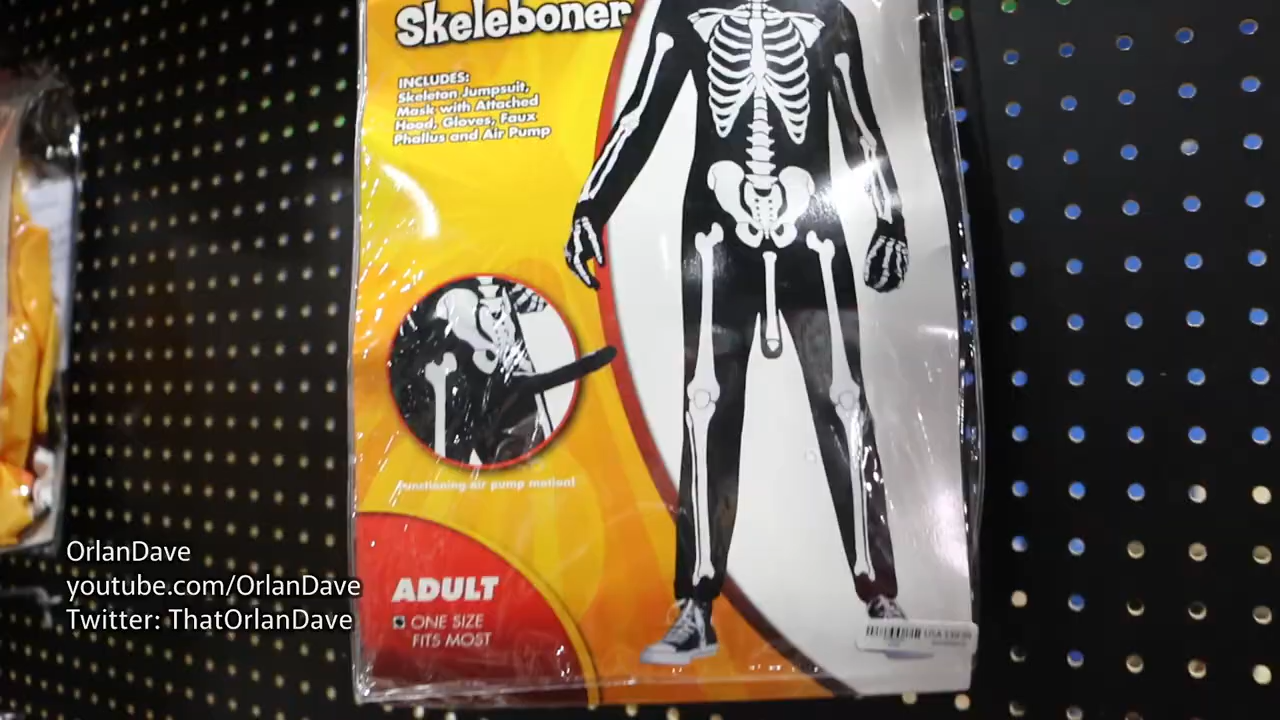 Skeleboner
INCLUDES:
Skeleton Jumpsuit,
Mask with Attached
Hood, Gloves, Faux
Phallus and Air Pump
Functioning air pump motion!
ADULT
ONE SIZE
FITS MOST
OrlanDave
youtube.com/OrlanDave
Twitter: ThatOrlanDave
USA